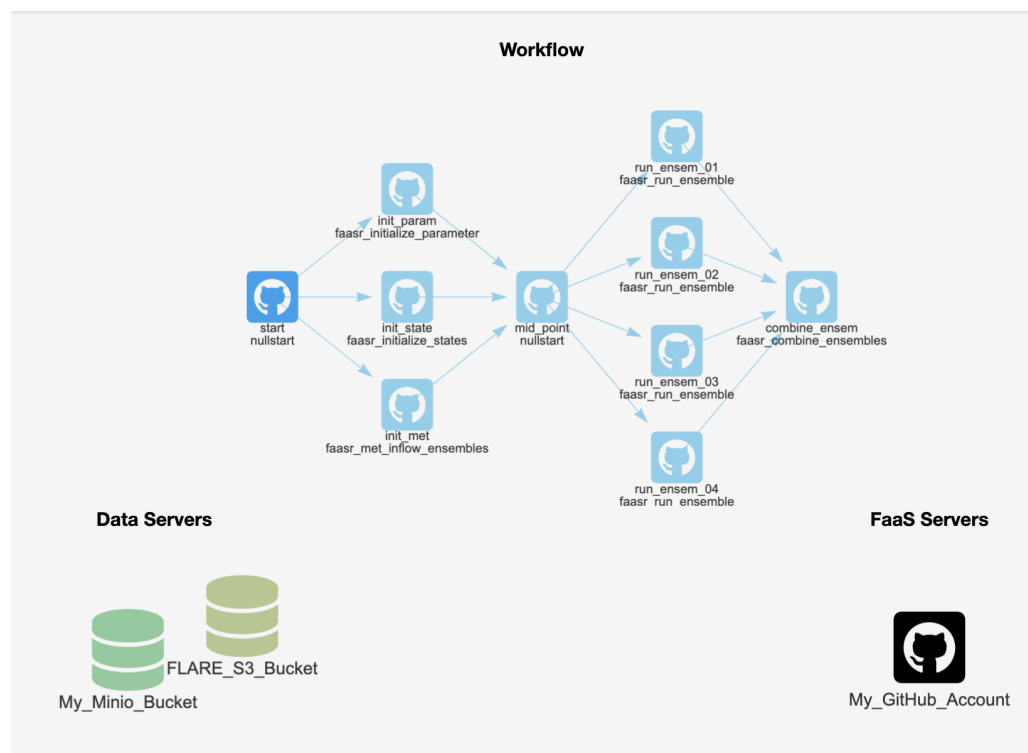 Workflow
run_ensem_01
faasr_run_ensemble
init_param
faasr_initialize_parameter
run_ensem_02
faasr_run_ensemble
start
nullstart
init_state
faasr_initialize_states
mid_point
nullstart
combine_ensem
faasr_combine_ensembles
run_ensem_03
faasr_run_ensemble
init_met
faasr_met_inflow_ensembles
run_ensem_04
faasr_run_ensemble
Data Servers
FaaS Servers
FLARE_S3_Bucket
My_Minio_Bucket
My_GitHub_Account